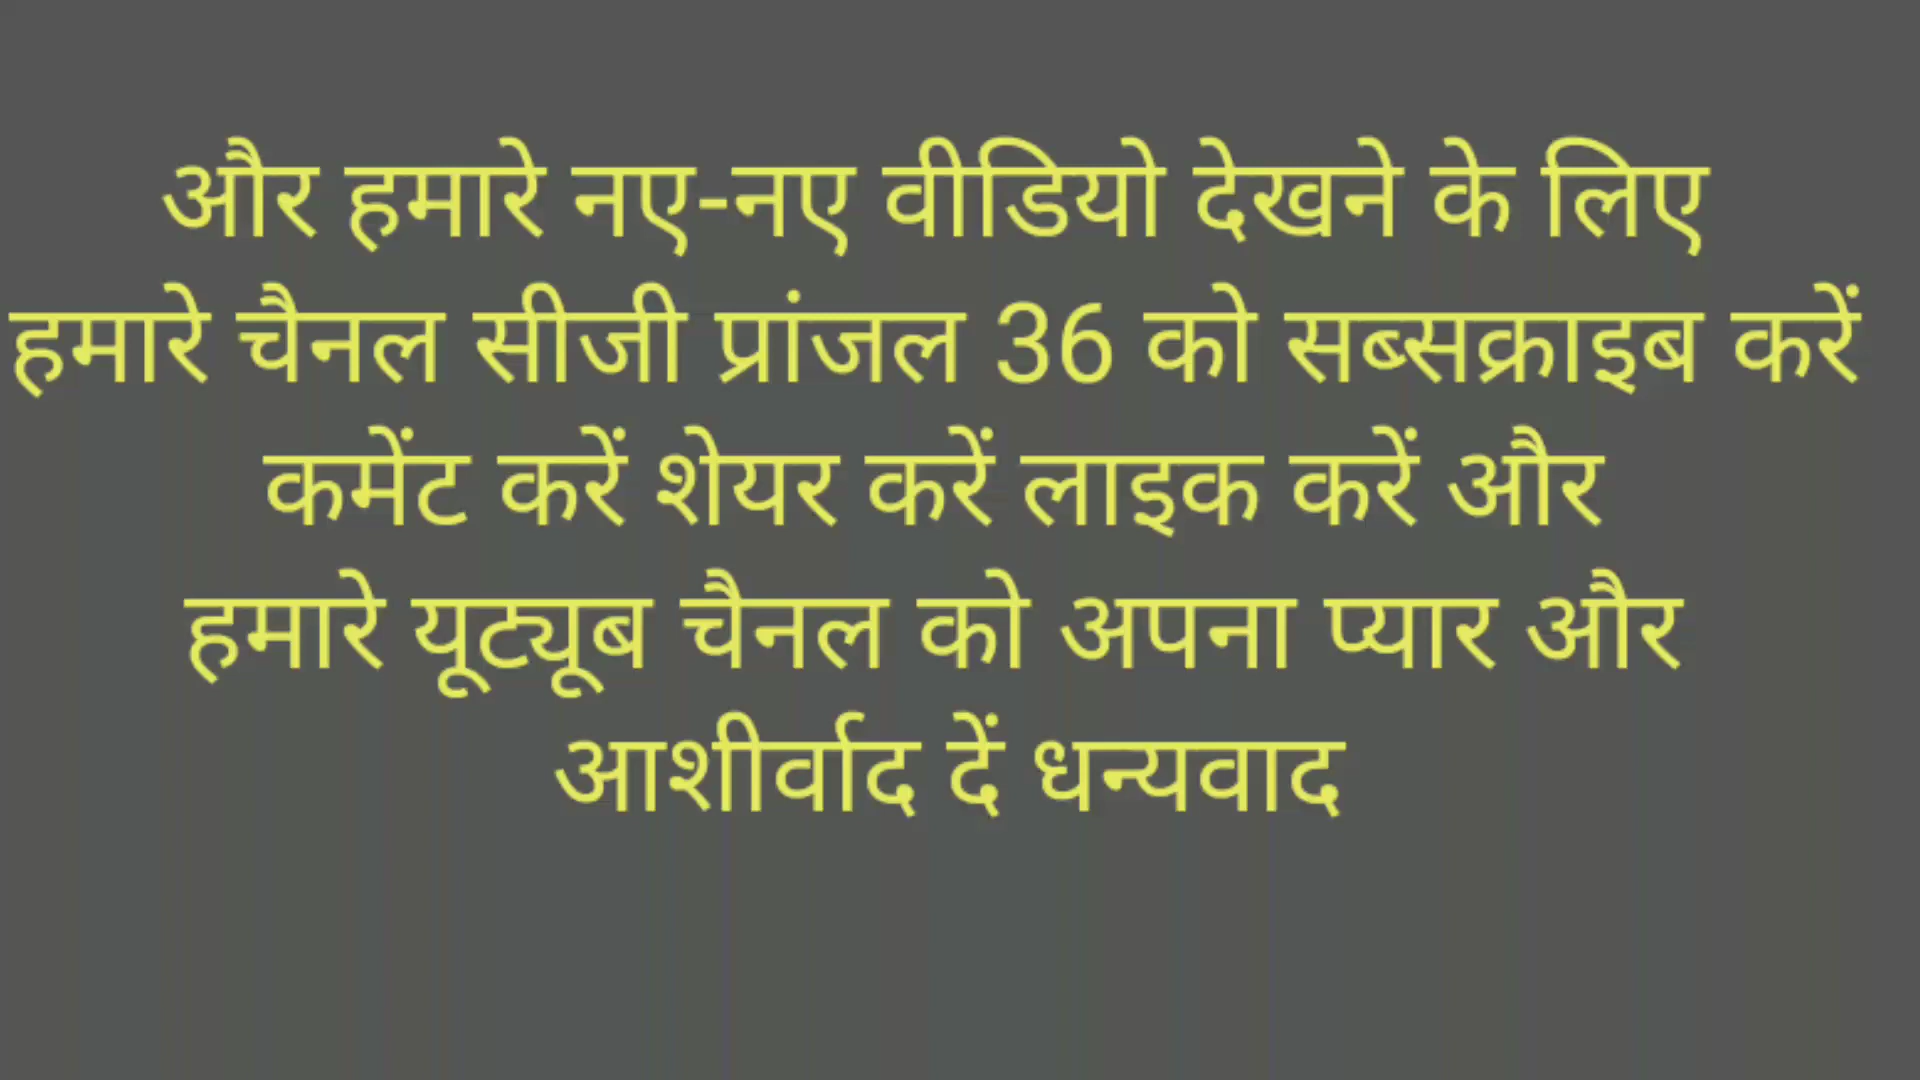 और हमारे नए-नए वीडियो देखने के लिए
हमारे चैनल सीजी प्रांजल 36 को सब्सक्राइब करें
कमेंट करें शेयर करें लाइक करें और
हमारे यूट्यूब चैनल को अपना प्यार और
आशीर्वाद दें धन्यवाद